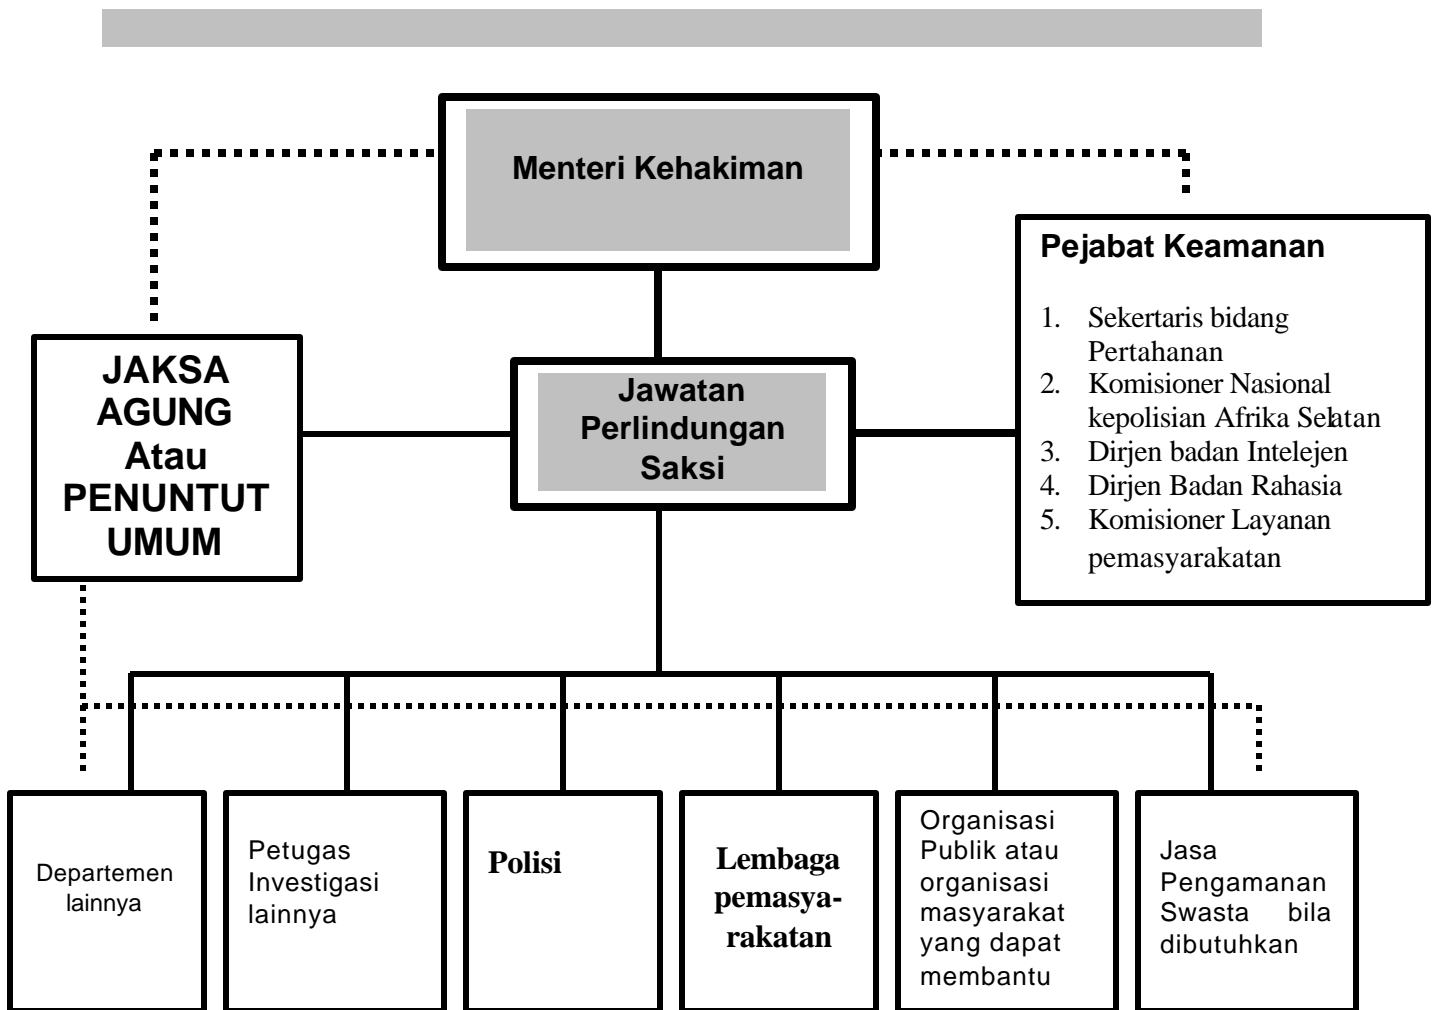 Menteri Kehakiman
Pejabat Keamanan
1. Sekertaris bidang
Pertahanan
2. Komisioner Nasional
kepolisian Afrika Selatan
3. Dirjen badan Intelejen
4. Dirjen Badan Rahasia
5. Komisioner Layanan
pemasyarakatan
JAKSA
AGUNG
Atau
PENUNTUT
UMUM
Jawatan
Perlindungan
Saksi
Departemen
lainnya
Petugas
Investigasi
lainnya
Polisi
Lembaga
pemasya-
rakatan
Organisasi
Publik atau
organisasi
masyarakat
yang dapat
membantu
Jasa
Pengamanan
Swasta bila
dibutuhkan